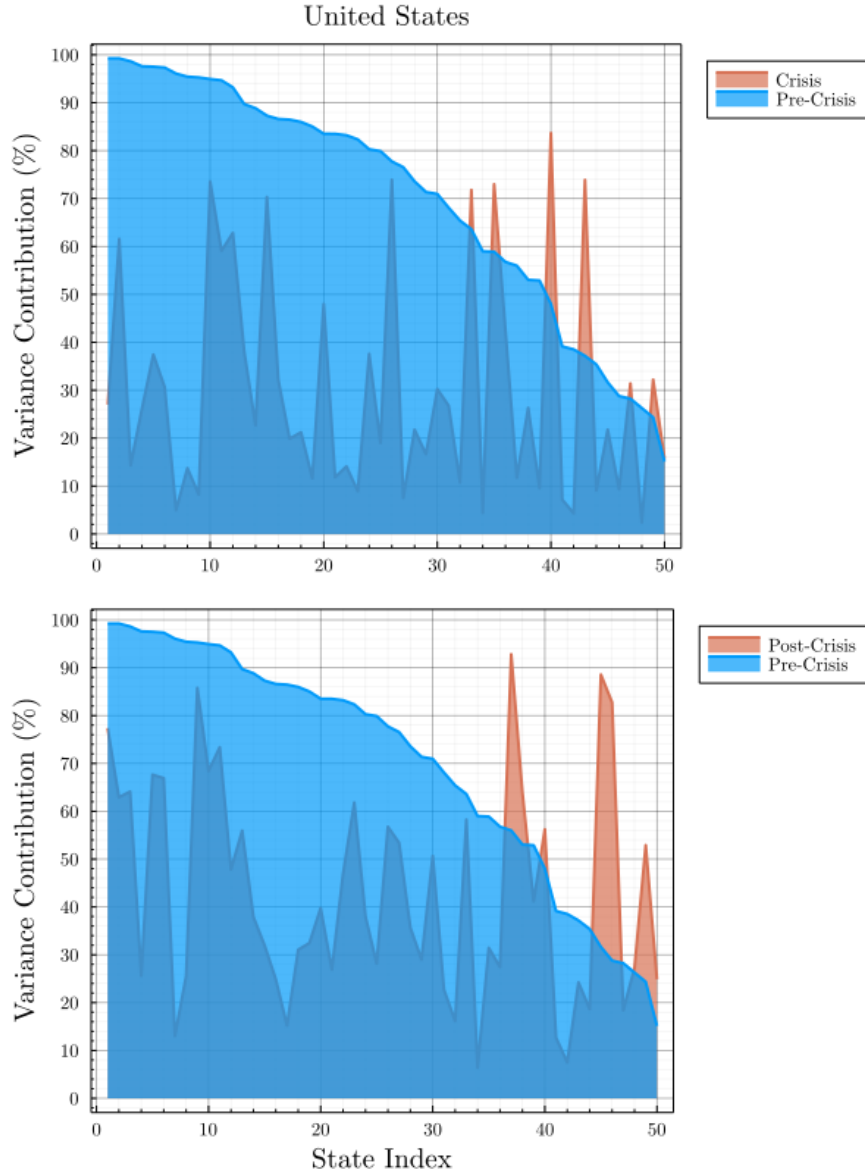 United States
Variance Contribution (%)
100
90
80
70
60
50
40
30
20
10
0
0 10 20 30 40 50
Crisis
Pre-Crisis
Variance Contribution (%)
100
90
80
70
60
50
40
30
20
10
0
0 10 20 30 40 50
State Index
Post-Crisis
Pre-Crisis